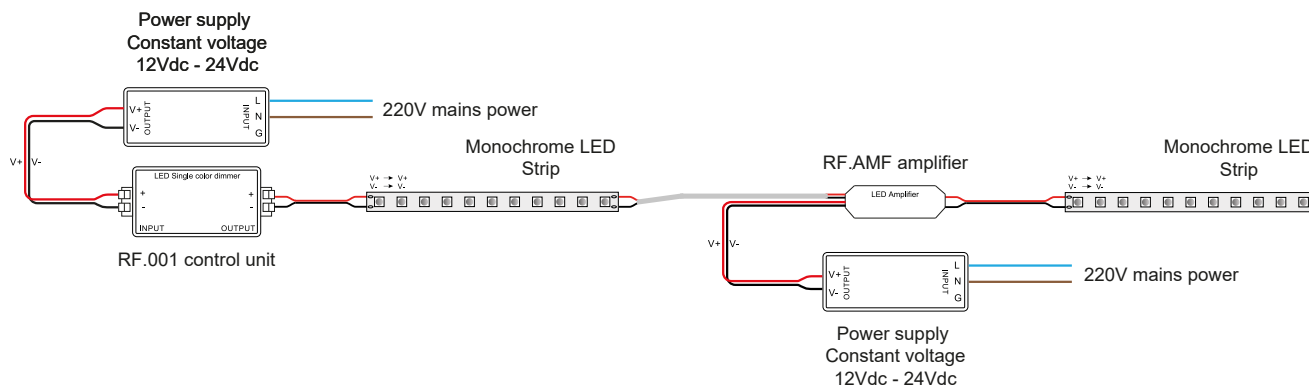 Power supply
Constant voltage
12Vdc - 24Vdc
V+
V-
OUTPUT
INPUT
L
N
G
220V mains power
V+
V-
LED Single color dimmer
+
-
+
-
INPUT
OUTPUT
RF.001 control unit
Monochrome LED
Strip
V+ → V+
V- → V-
RF.AMF amplifier
LED Amplifier
V+
V-
V+
V-
OUTPUT
INPUT
L
N
G
220V mains power
Power supply
Constant voltage
12Vdc - 24Vdc
Monochrome LED
Strip
V+ → V+
V- → V-